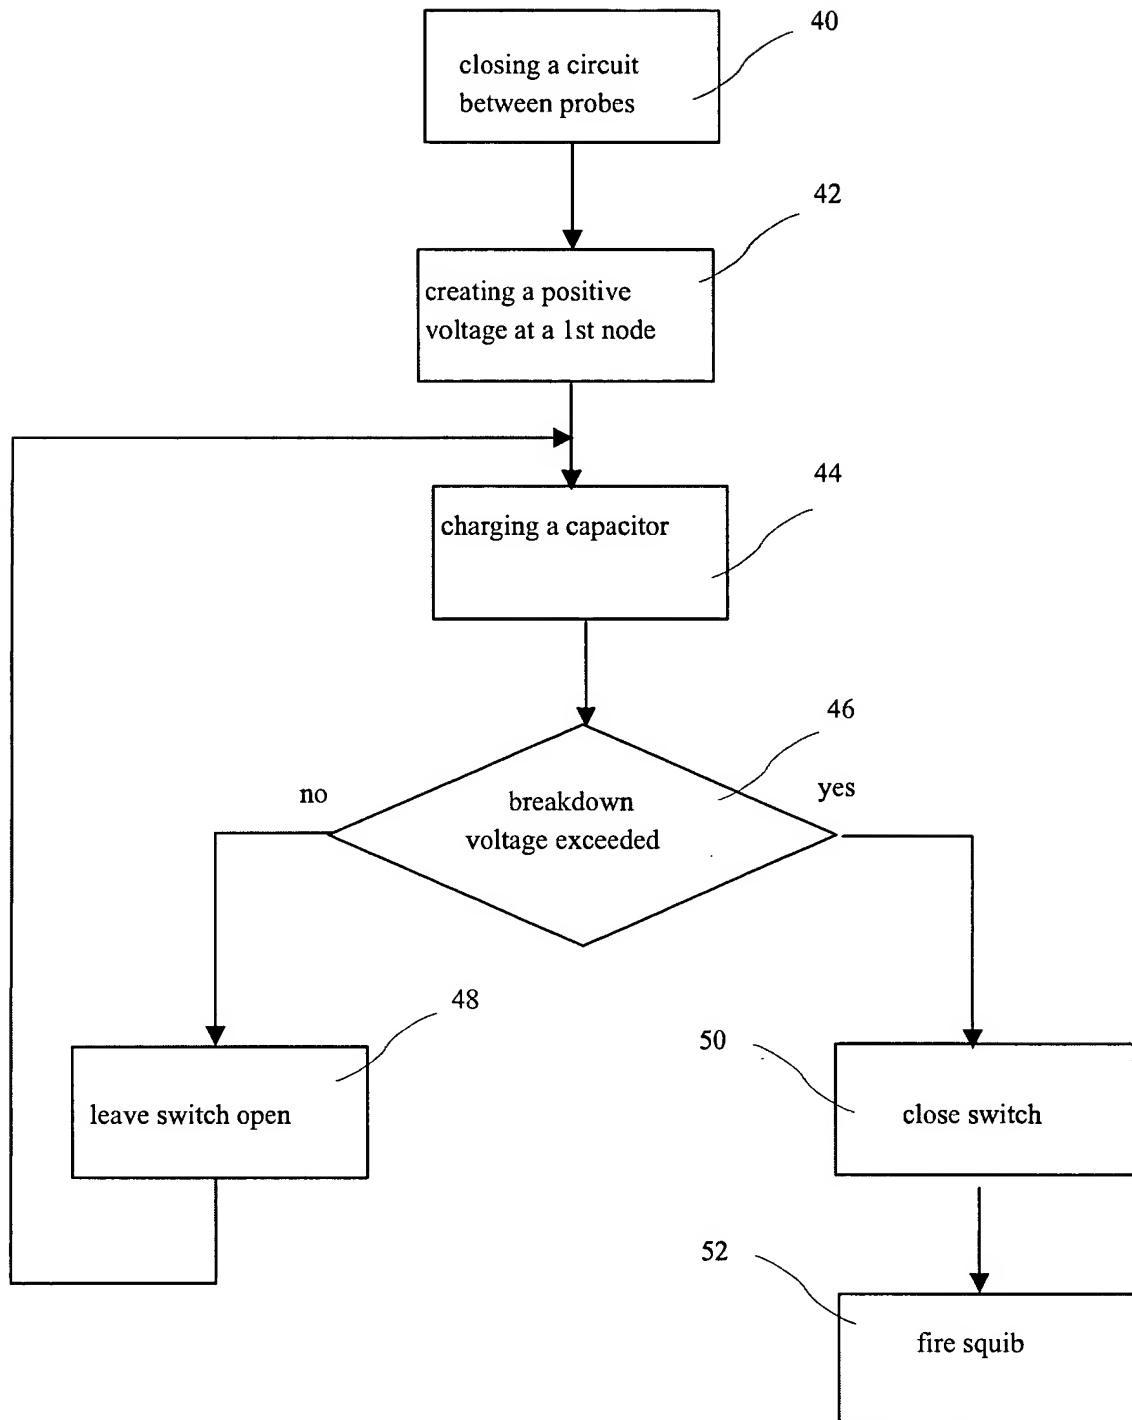 40
closing a circuit
between probes
42
creating a positive
voltage at a 1st node
44
charging a capacitor
46
no
yes
breakdown
voltage exceeded
48
leave switch open
50
close switch
52
fire squib